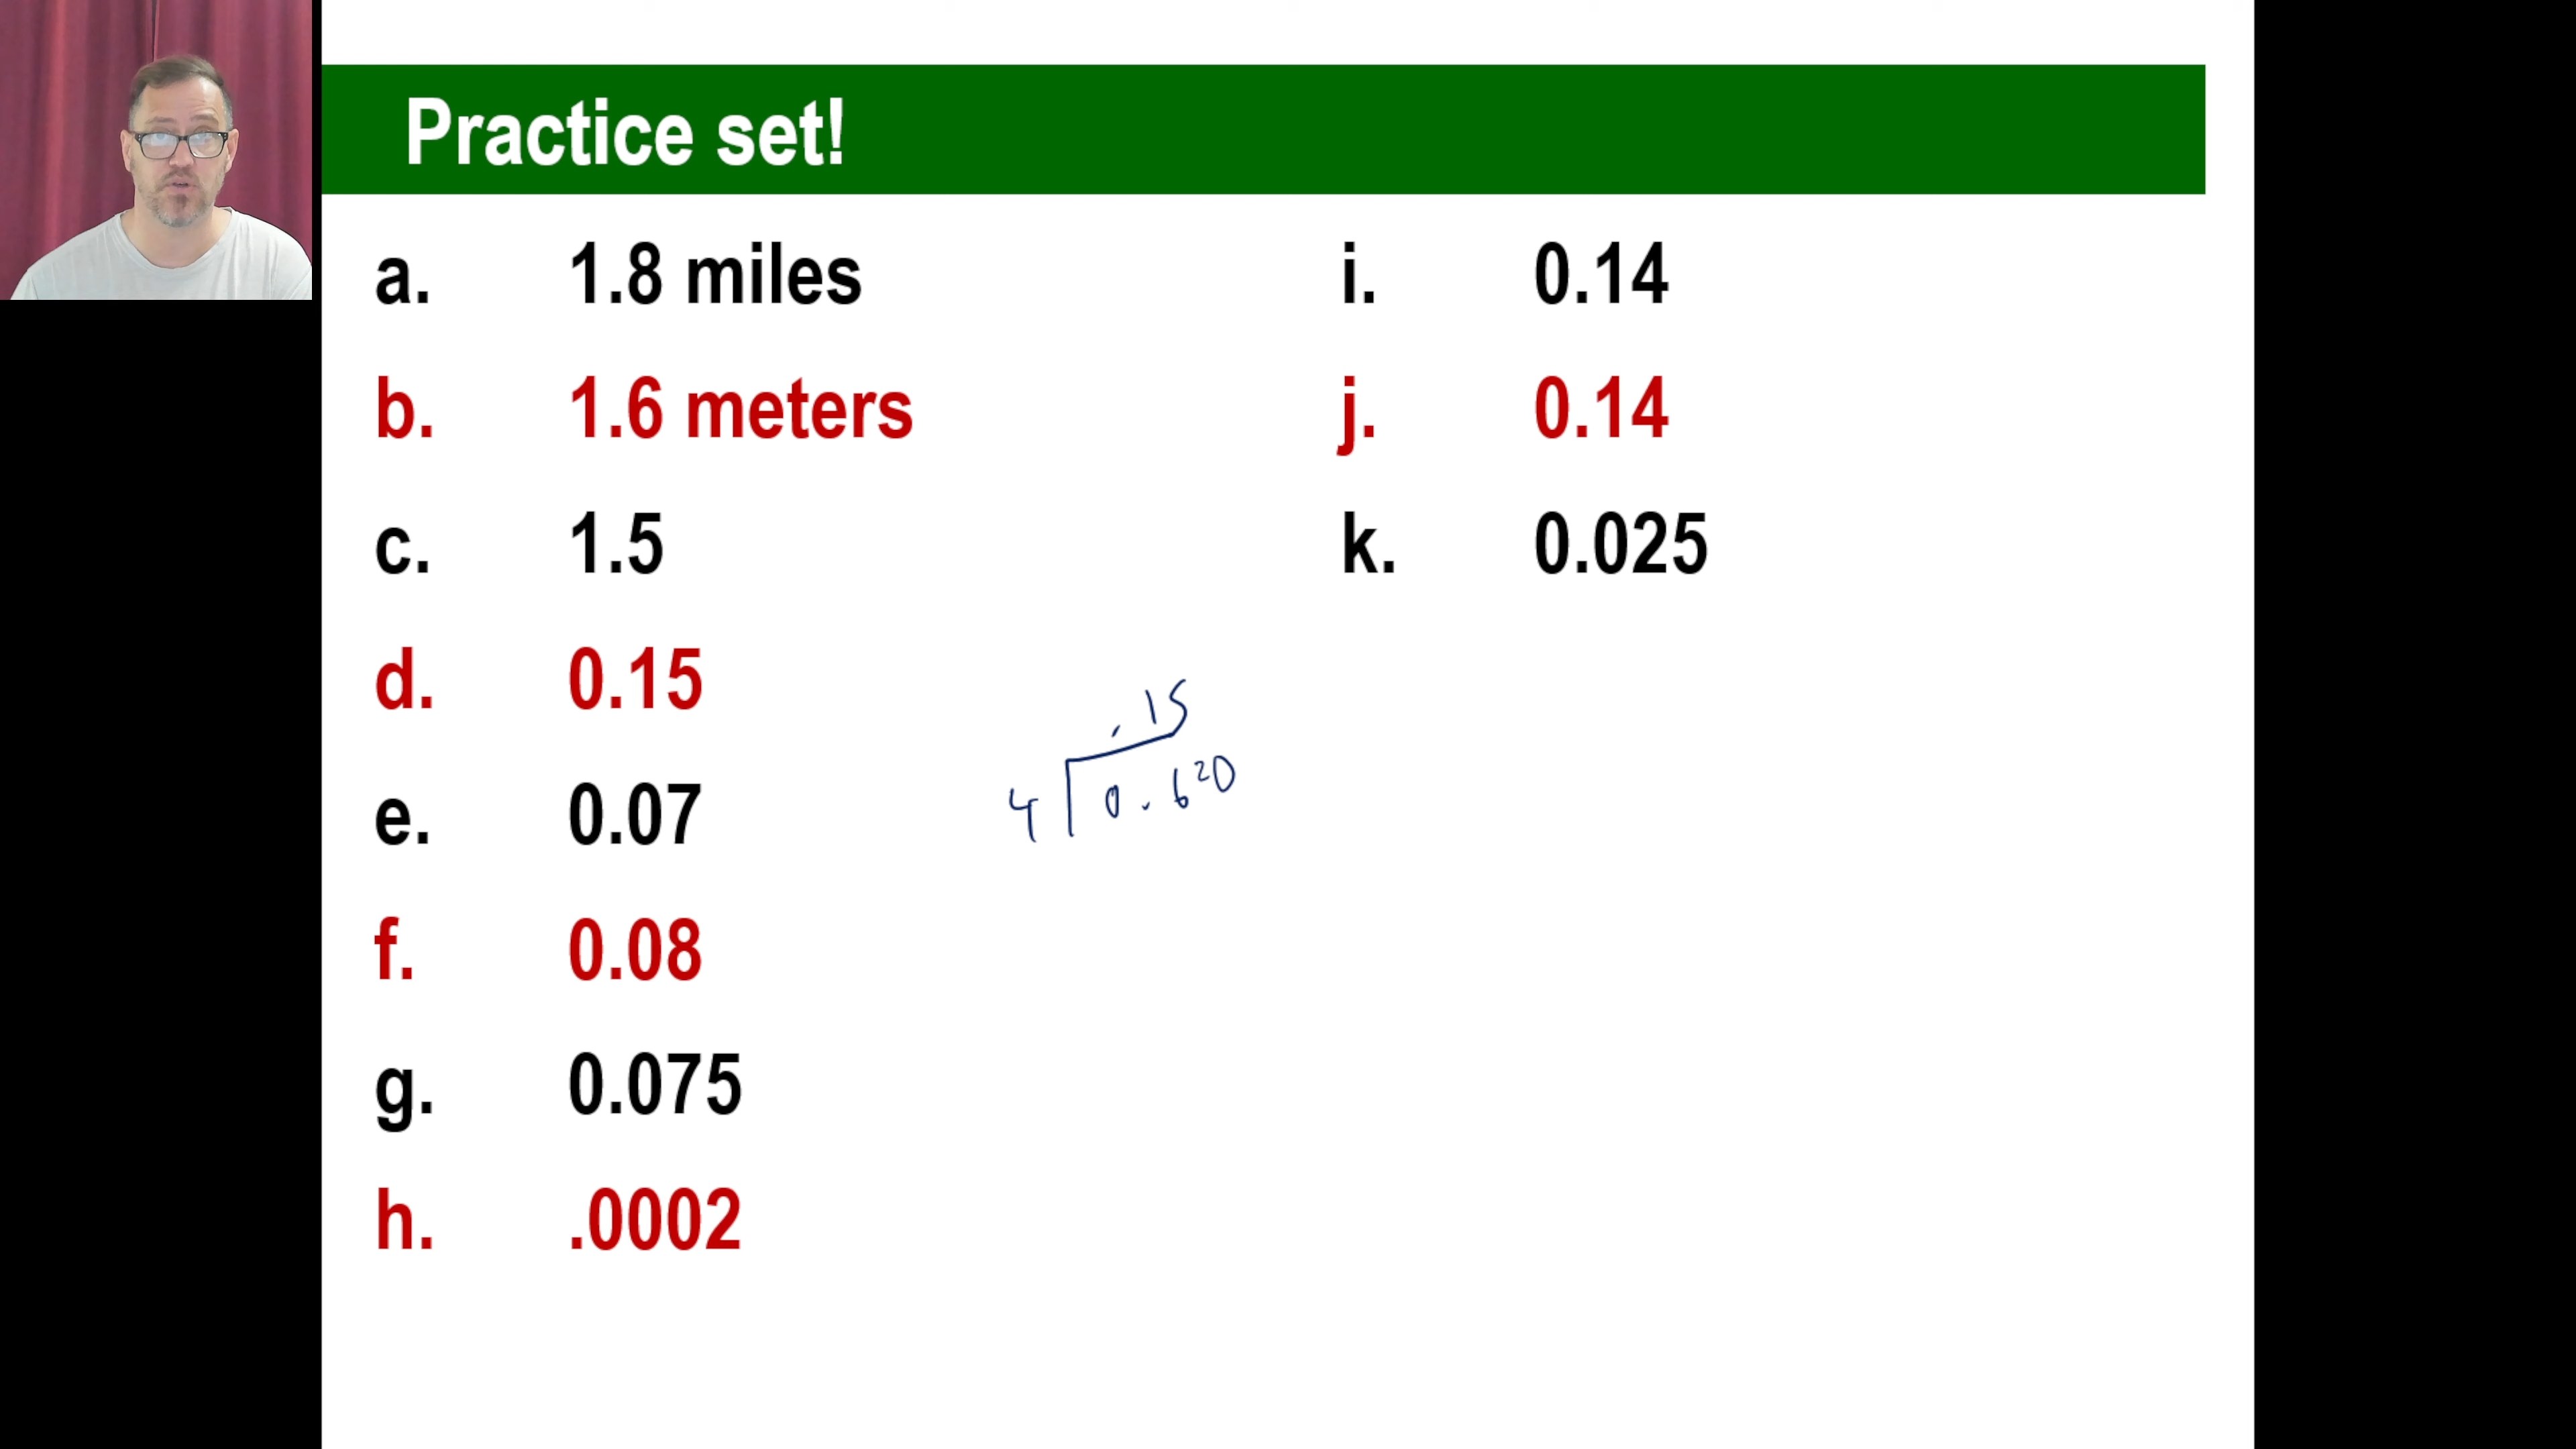 Practice set!
a. 1.8 miles
b. 1.6 meters
c. 1.5
d. 0.15
e. 0.07
f. 0.08
g. 0.075
h. .0002
i. 0.14
j. 0.14
k. 0.025
.15
4 0.620